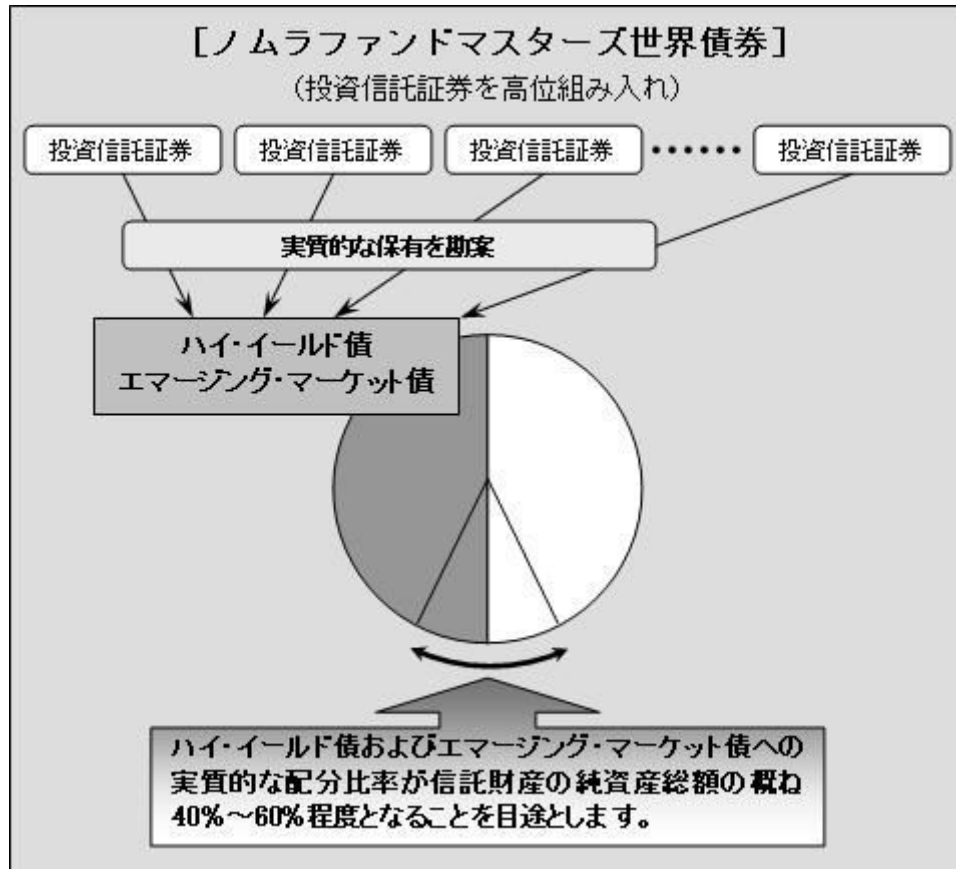 [ノムラファンドマスターズ世界債券]
(投資信託証券を高位組み入れ)
投資信託証券 投資信託証券 投資信託証券 ・・・・・・ 投資信託証券
実質的な保有を勘案
ハイ・イールド債
エマージング・マーケット債
ハイ・イールド債およびエマージング・マーケット債への
実質的な配分比率が信託財産の純資産総額の概ね
40%～60%程度となることを目途とします。